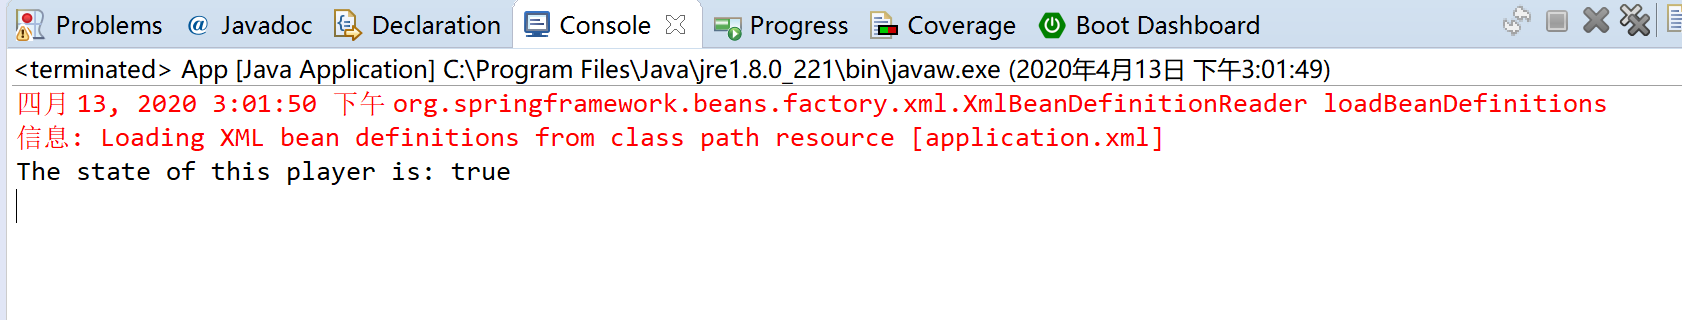 Problems @ Javadoc Declaration Console Progress Coverage Boot Dashboard
<terminated> App [Java Application] C:\Program Files\Java\jre1.8.0_221\bin\javaw.exe (2020年4月13日 下午3:01:49)
四月 13, 2020 3:01:50 下午 org.springframework.beans.factory.xml.XmlBeanDefinitionReader loadBeanDefinitions
信息: Loading XML bean definitions from class path resource [application.xml]
The state of this player is: true